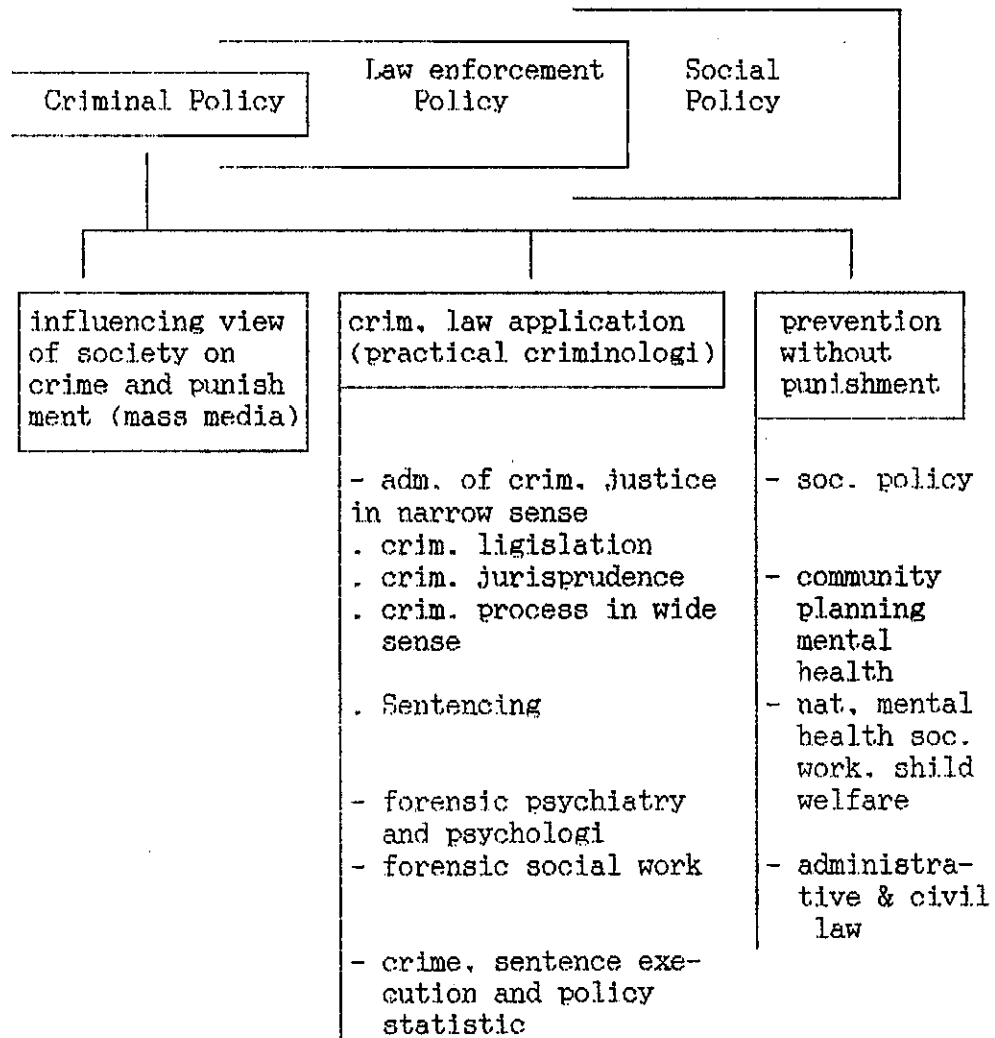 Criminal Policy
Law enforcement
Policy
Social
Policy
influencing view
of society on
crime and punish
ment (mass media)
crim. law application
(practical criminologi)
prevention
without
punishment
- adm. of crim. justice
in narrow sense
. crim. ligislation
. crim. jurisprudence
. crim. process in wide
sense
. Sentencing
- forensic psychiatry
and psychologi
- forensic social work
- crime, sentence exe-
cution and policy
statistic
- soc. policy
- community
planning
mental
health
- nat. mental
health soc.
work. shild
welfare
- administra-
tive & civil
law